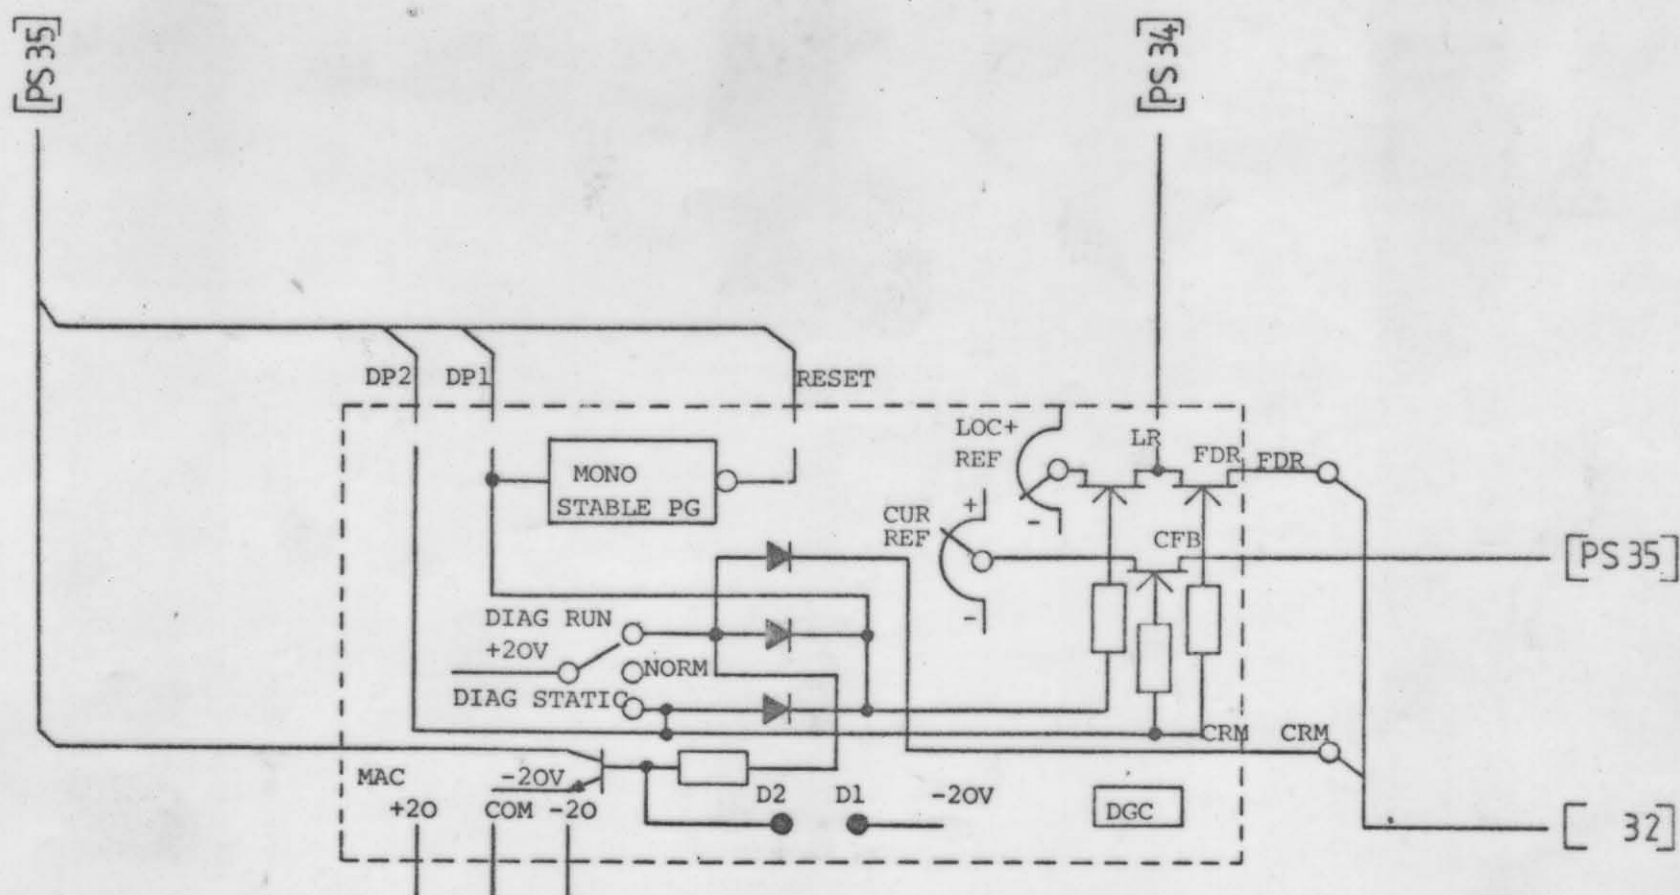 [PS 35]
[PS 34]
DP2 DP1 RESET
LOC+
REF
LR
FDR FDR
MONO
STABLE PG
+
-
CUR
REF
CFB
[PS 35]
DIAG RUN
-
+20V
NORM
DIAG STATIC
CRM CRM
MAC
-20V
D2 D1 -20V
+20 COM -20
DGC
[ 32]